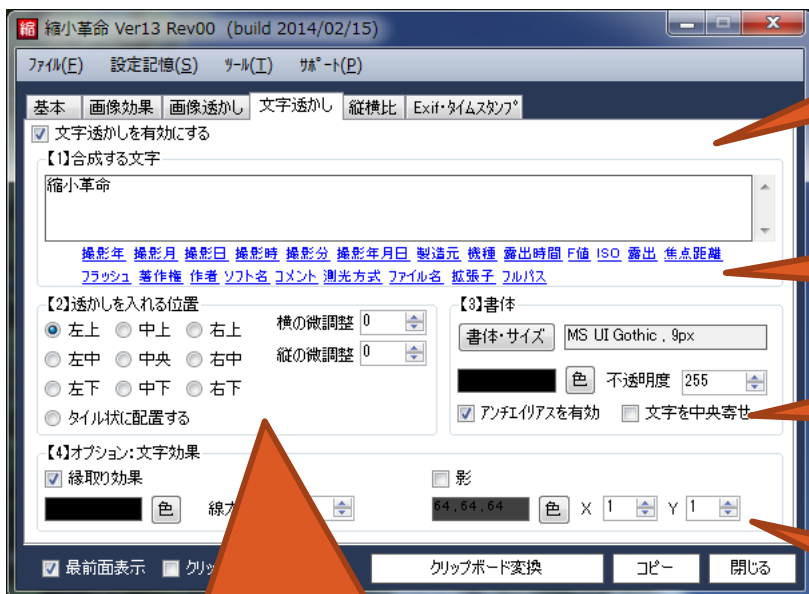 縮 縮小革命 Ver13 Rev00 (build 2014/02/15)
ﾌｧｲﾙ(F) 設定記憶(S) ﾂｰﾙ(T) ｻﾎﾟｰﾄ(P)
基本 画像効果 画像透かし 文字透かし 縦横比 Exif･ﾀｲﾑｽﾀﾝﾌﾟ
文字透かしを有効にする
【1】合成する文字
縮小革命
撮影年 撮影月 撮影日 撮影時 撮影分 撮影年月日 製造元 機種 露出時間 F値 ISO 露出 焦点距離
フラッシュ 著作権 作者 ソフト名 コメント 測光方式 ファイル名 拡張子 フルパス
【2】透かしを入れる位置 【3】書体
左上 中上 右上 横の微調整 0 書体・サイズ MS UI Gothic , 9px
左中 中央 右中 縦の微調整 0
左下 中下 右下 色 不透明度 255
タイル状に配置する アンチエイリアスを有効 文字を中央寄せ
【4】オプション:文字効果
縁取り効果 影
色 線 64,64,64 色 X 1 Y 1
最前面表示 クリッ クリップボード変換 コピー 閉じる